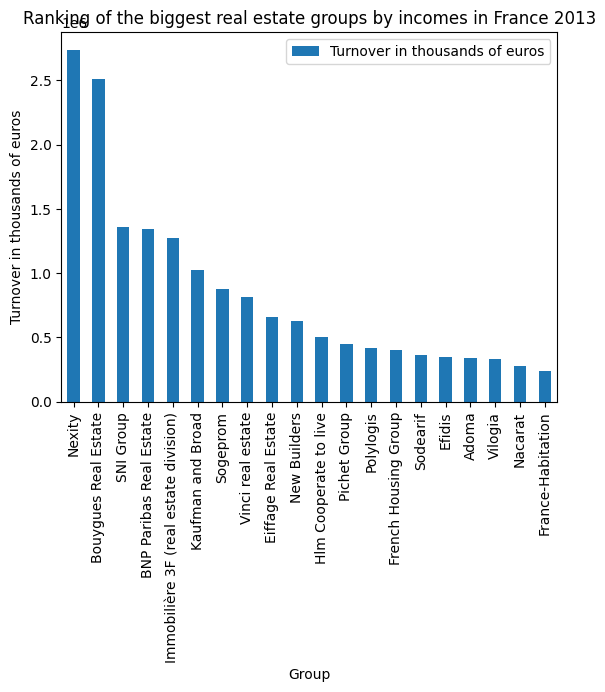 Ranking of the biggest real estate groups by incomes in France 2013
1e6
Turnover in thousands of euros
Turnover in thousands of euros
2.5
2.0
1.5
1.0
0.5
0.0
Nexity
Bouygues Real Estate
SNI Group
BNP Paribas Real Estate
Immobilière 3F (real estate division)
Kaufman and Broad
Sogeprom
Vinci real estate
Eiffage Real Estate
New Builders
Hlm Cooperate to live
Pichet Group
Polylogis
French Housing Group
Sodearif
Efidis
Adoma
Vilogia
Nacarat
France-Habitation
Group